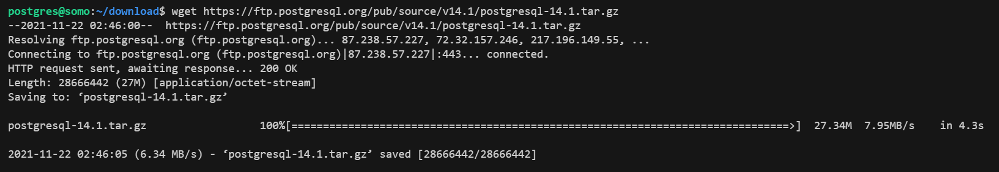 postgres@somo:~/download$ wget https://ftp.postgresql.org/pub/source/v14.1/postgresql-14.1.tar.gz
--2021-11-22 02:46:00--  https://ftp.postgresql.org/pub/source/v14.1/postgresql-14.1.tar.gz
Resolving ftp.postgresql.org (ftp.postgresql.org)... 87.238.57.227, 72.32.157.246, 217.196.149.55, ...
Connecting to ftp.postgresql.org (ftp.postgresql.org)|87.238.57.227|:443... connected.
HTTP request sent, awaiting response... 200 OK
Length: 28666442 (27M) [application/octet-stream]
Saving to: ‘postgresql-14.1.tar.gz’
postgresql-14.1.tar.gz                  100%[===============================================================================>]  27.34M  7.95MB/s    in 4.3s
2021-11-22 02:46:05 (6.34 MB/s) - ‘postgresql-14.1.tar.gz’ saved [28666442/28666442]